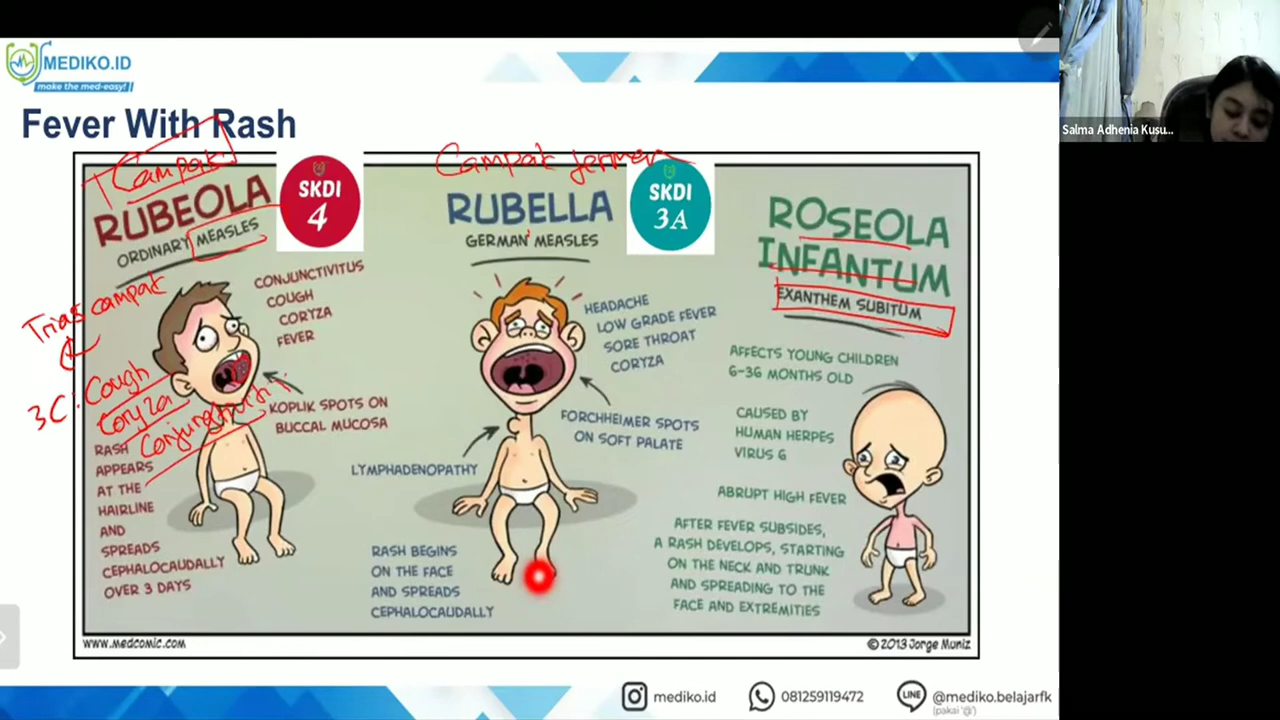 MEDIKO.ID
make the med-easy!
Fever With Rash
Campak
RUBEOLA
ORDINARY MEASLES
SKDI
4
CONJUNCTIVITUS
COUGH
CORYZA
FEVER
Trias campak
3C: Cough
Coryza
Conjungtivitis
KOPLIK SPOTS ON
BUCCAL MUCOSA
RASH
APPEARS
AT THE
HAIRLINE
AND
SPREADS
CEPHALOCAUDALLY
OVER 3 DAYS
Campak Jerman
RUBELLA
GERMAN MEASLES
SKDI
3A
HEADACHE
LOW GRADE FEVER
SORE THROAT
CORYZA
FORCHHEIMER SPOTS
ON SOFT PALATE
LYMPHADENOPATHY
RASH BEGINS
ON THE FACE
AND SPREADS
CEPHALOCAUDALLY
ROSEOLA
INFANTUM
EXANTHEM SUBITUM
AFFECTS YOUNG CHILDREN
6-36 MONTHS OLD
CAUSED BY
HUMAN HERPES
VIRUS 6
ABRUPT HIGH FEVER
AFTER FEVER SUBSIDES,
A RASH DEVELOPS, STARTING
ON THE NECK AND TRUNK
AND SPREADING TO THE
FACE AND EXTREMITIES
www.medcomic.com
© 2013 Jorge Muniz
mediko.id
081259119472
LINE
@mediko.belajarfk
(pakai '@')
Salma Adhenia Kusu...